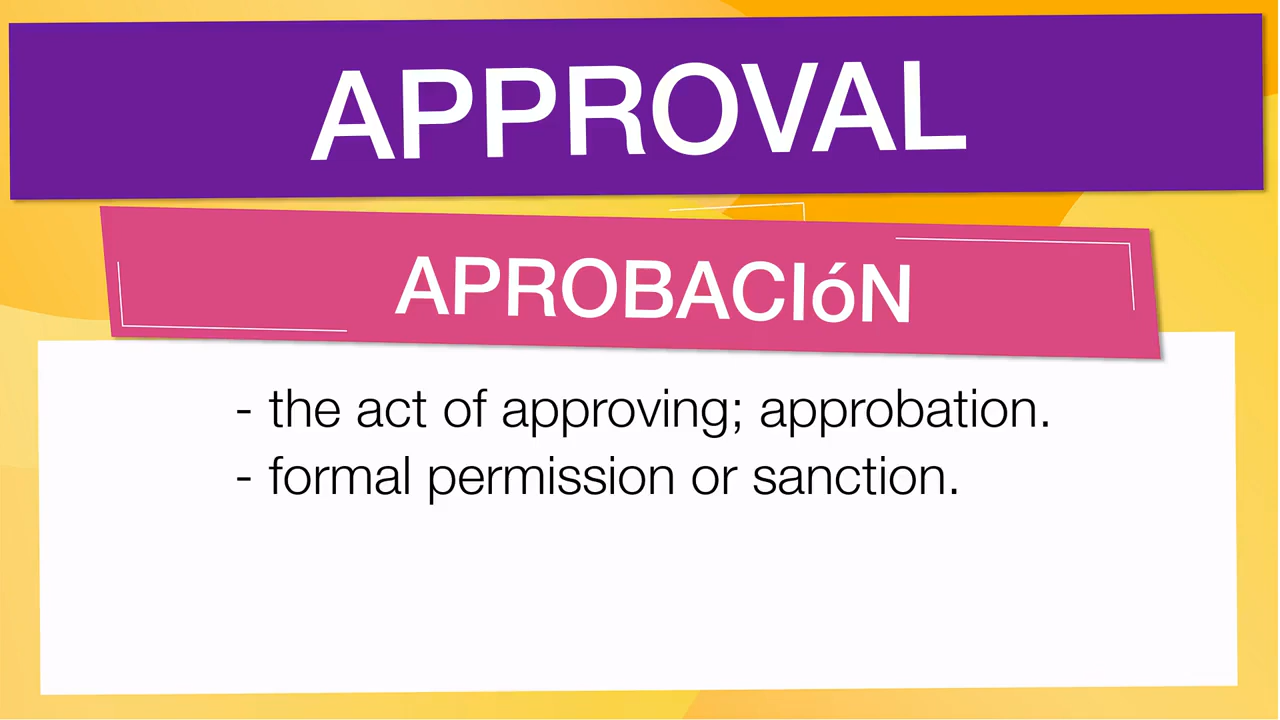 APPROVAL
APROBACIóN
- the act of approving; approbation.
- formal permission or sanction.